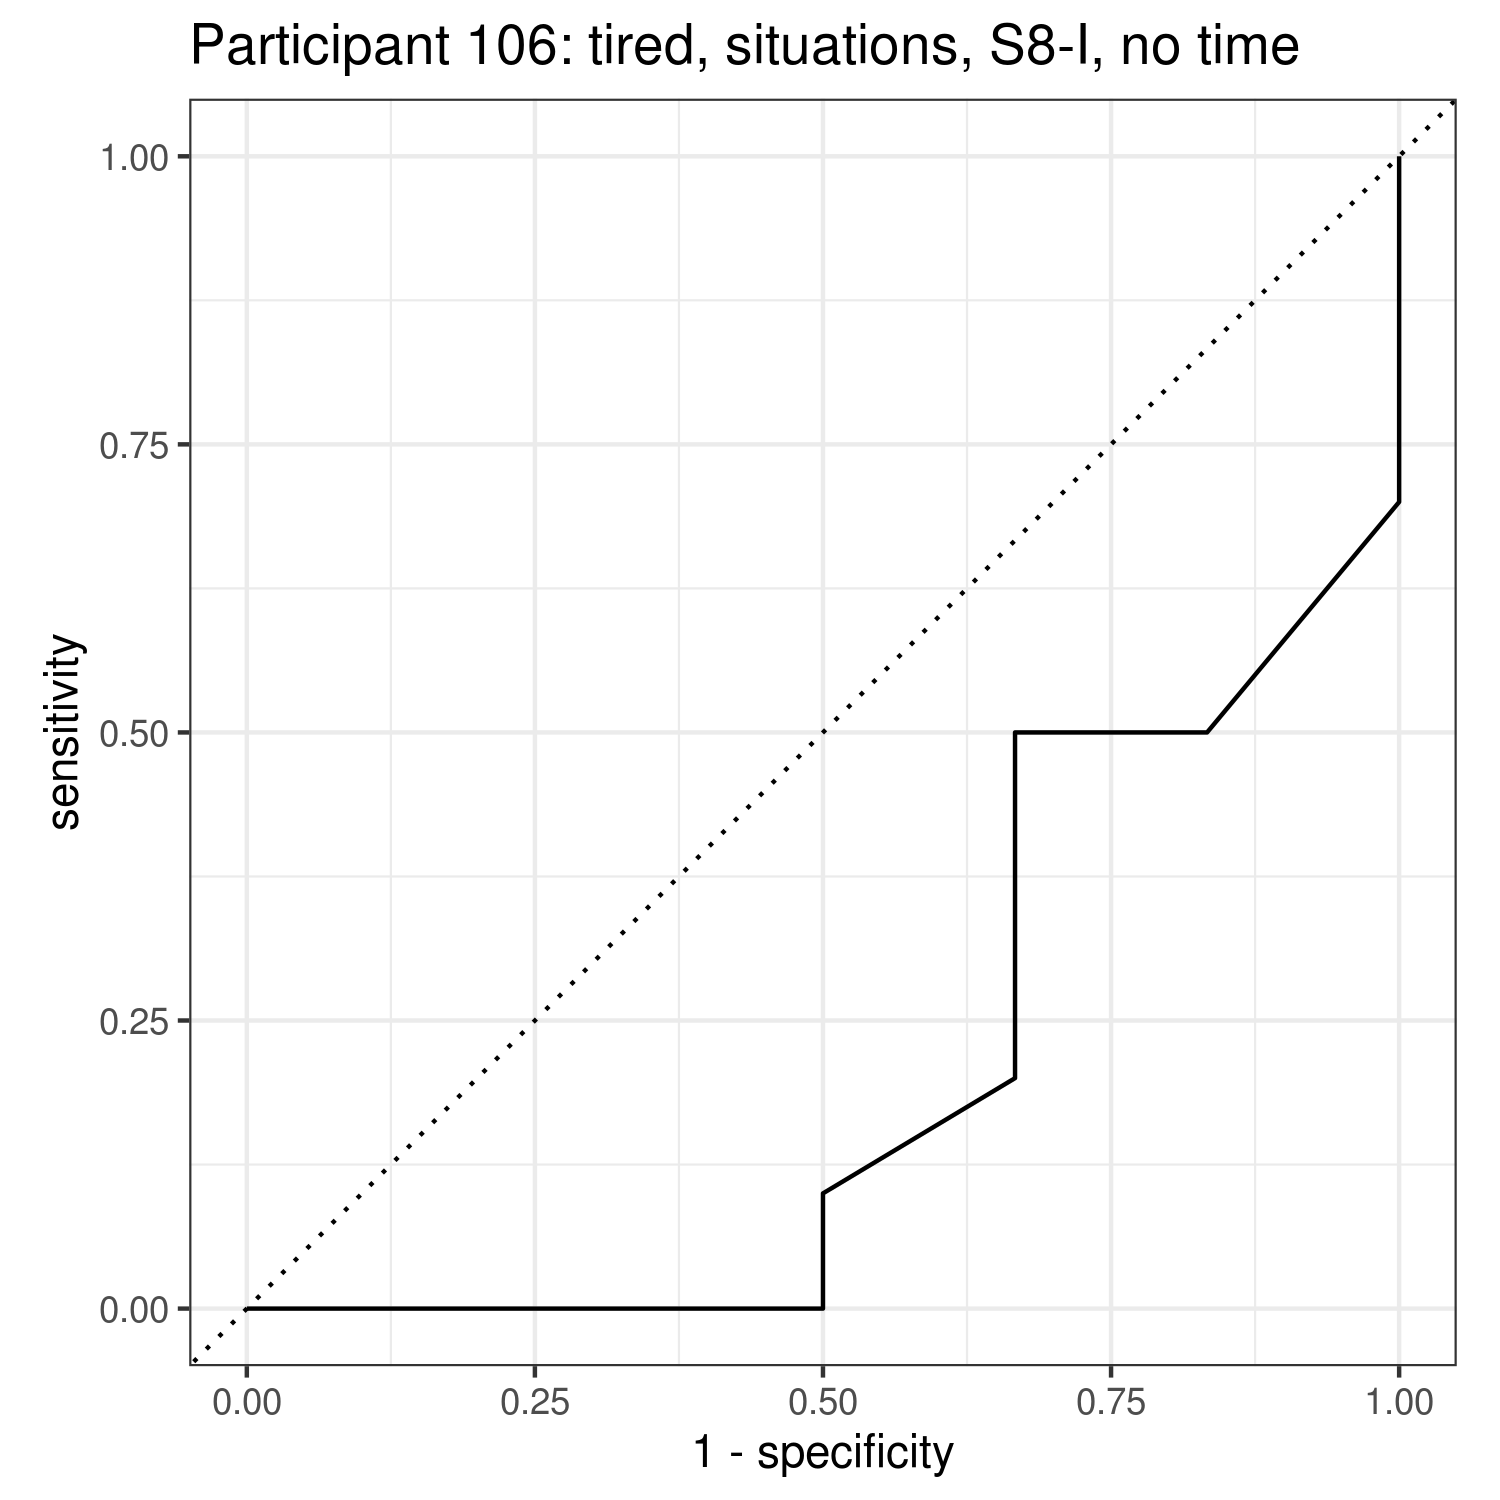 Participant 106: tired, situations, S8-I, no time
1.00
0.75
0.50
0.25
0.00
sensitivity
0.00 0.25 0.50 0.75 1.00
1 - specificity